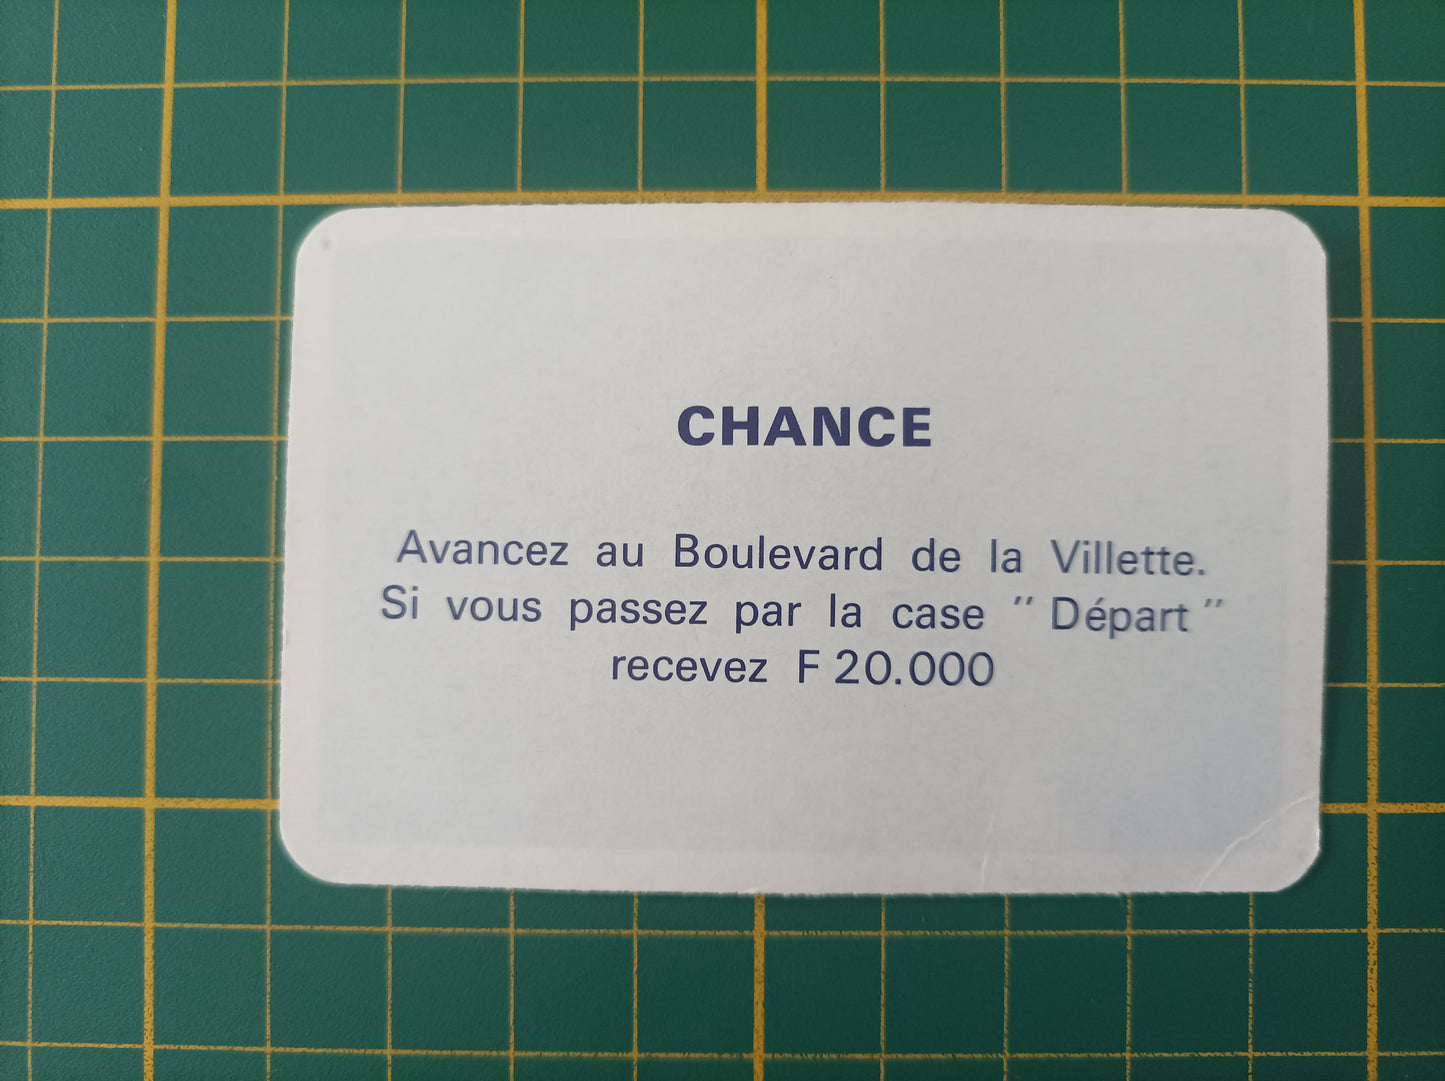 CHANCE
Avancez au Boulevard de la Villette.
Si vous passez par la case " Départ "
recevez F 20.000